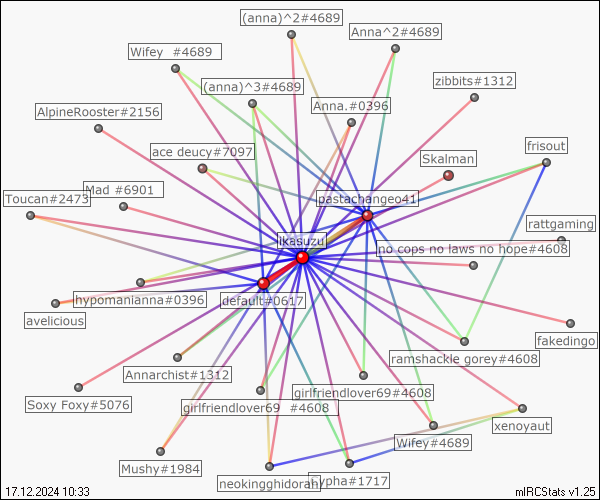 (anna)^2#4689
Anna^2#4689
Wifey  #4689
zibbits#1312
(anna)^3#4689
Anna.#0396
AlpineRooster#2156
frisout
ace deucy#7097
Skalman
Mad #6901
Toucan#2473
pastachangeo41
rattgaming
ikasuzu
no cops no laws no hope#4608
hypomanianna#0396
default#0617
avelicious
fakedingo
ramshackle gorey#4608
Annarchist#1312
girlfriendlover69#4608
Soxy Foxy#5076
girlfriendlover69  #4608
xenoyaut
Wifey#4689
Mushy#1984
neokingghidorah
cypha#1717
17.12.2024 10:33
mIRCStats v1.25